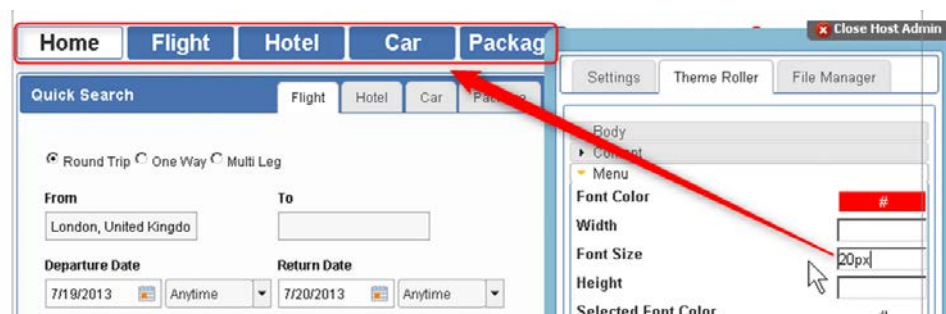 Close Host Admin
Home Flight Hotel Car Packag
Settings Theme Roller File Manager
Quick Search Flight Hotel Car
Body
Menu
Round Trip One Way Multi Leg
Font Color #
From To
Width
London, United Kingdo
Font Size 20px
Departure Date Return Date
Height
7/19/2013 Anytime 7/20/2013 Anytime
Selected Font Color #